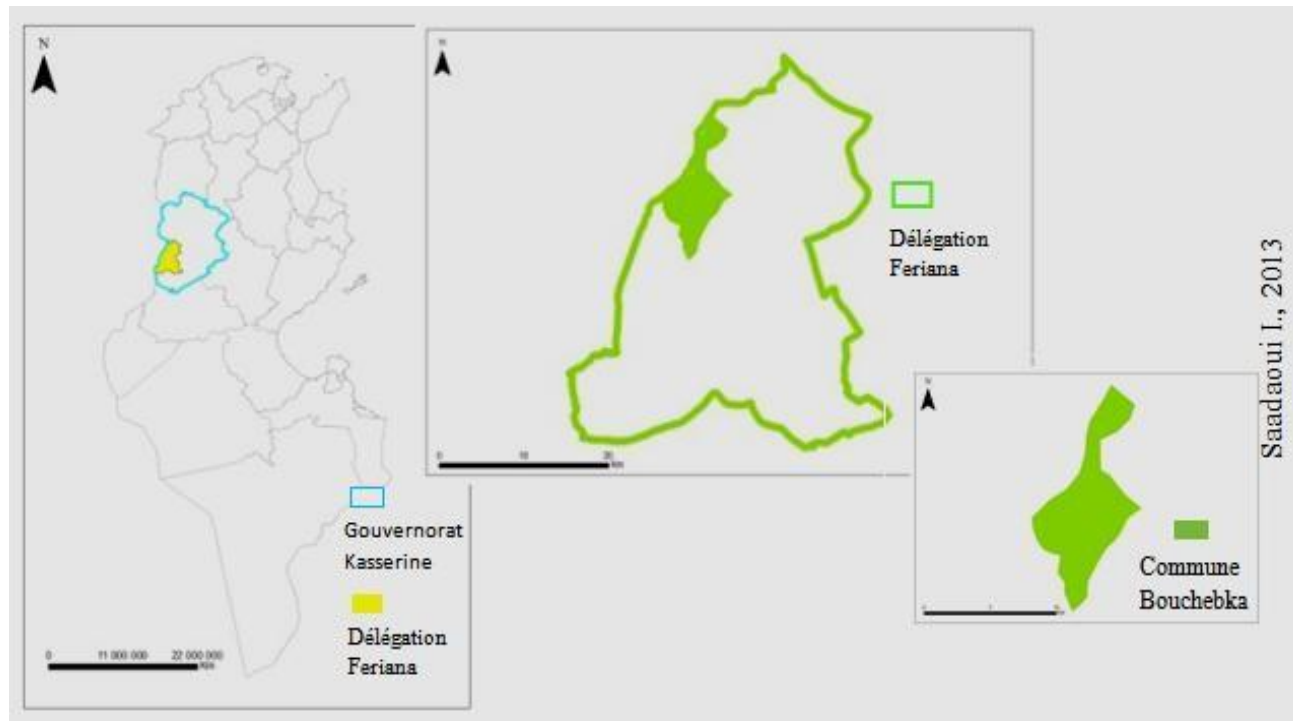 N
Gouvernorat
Kasserine
Délégation
Feriana
0 11 000 000 22 000 000
N
Délégation
Feriana
0 10 20
N
Commune
Bouchebka
Saadaoui I., 2013